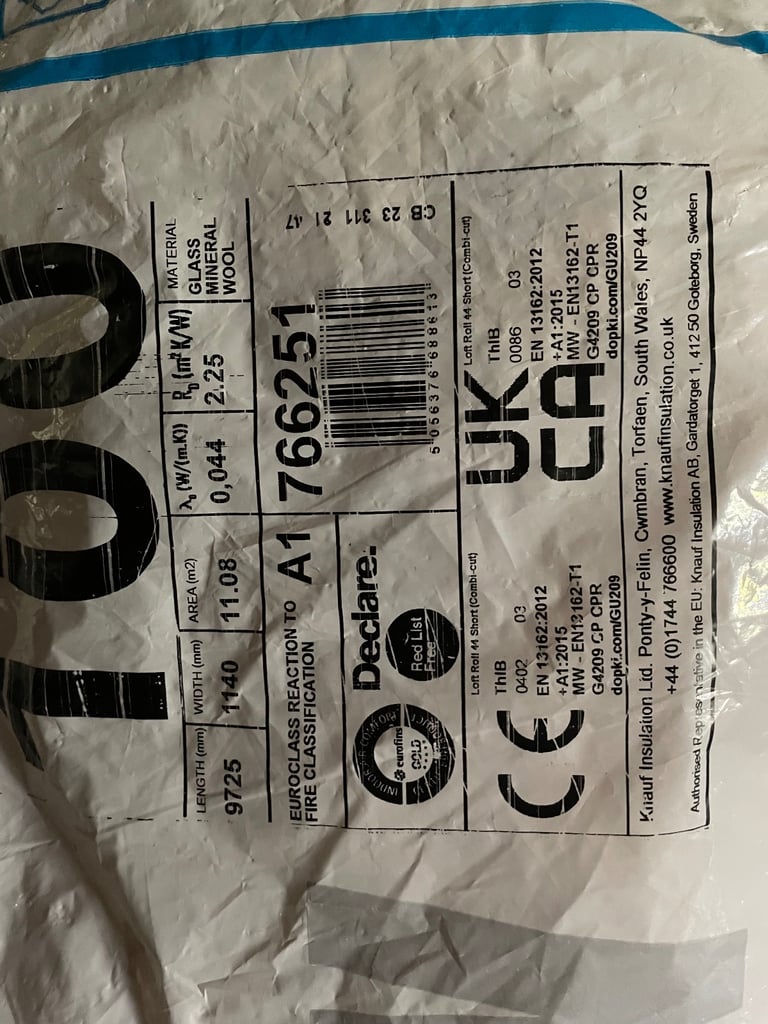 100
LENGTH (mm) WIDTH (mm) AREA (m2) λD (W/(m.K)) RD (m²K/W) MATERIAL
9725 1140 11.08 0,044 2.25 GLASS
MINERAL
WOOL
EUROCLASS REACTION TO
FIRE CLASSIFICATION
A1
766251
CB 23 311 21 47
5 056376 688613
eurofins
GOLD
Declare.
Red List
Free
CE
Loft Roll 44 Short (Combi-cut)
ThIB
0402 03
EN 13162:2012
+A1:2015
MW - EN13162-T1
G4209 CP CPR
dopki.com/GU209
UK
CA
Loft Roll 44 Short (Combi-cut)
ThIB
0086 03
EN 13162:2012
+A1:2015
MW - EN13162-T1
G4209 CP CPR
dopki.com/GU209
Knauf Insulation Ltd. Ponty-y-Felin, Cwmbran, Torfaen, South Wales, NP44 2YQ
+44 (0)1744 766600 www.knaufinsulation.co.uk
Authorised Representative in the EU: Knauf Insulation AB, Gardatorget 1, 412 50 Goteborg, Sweden